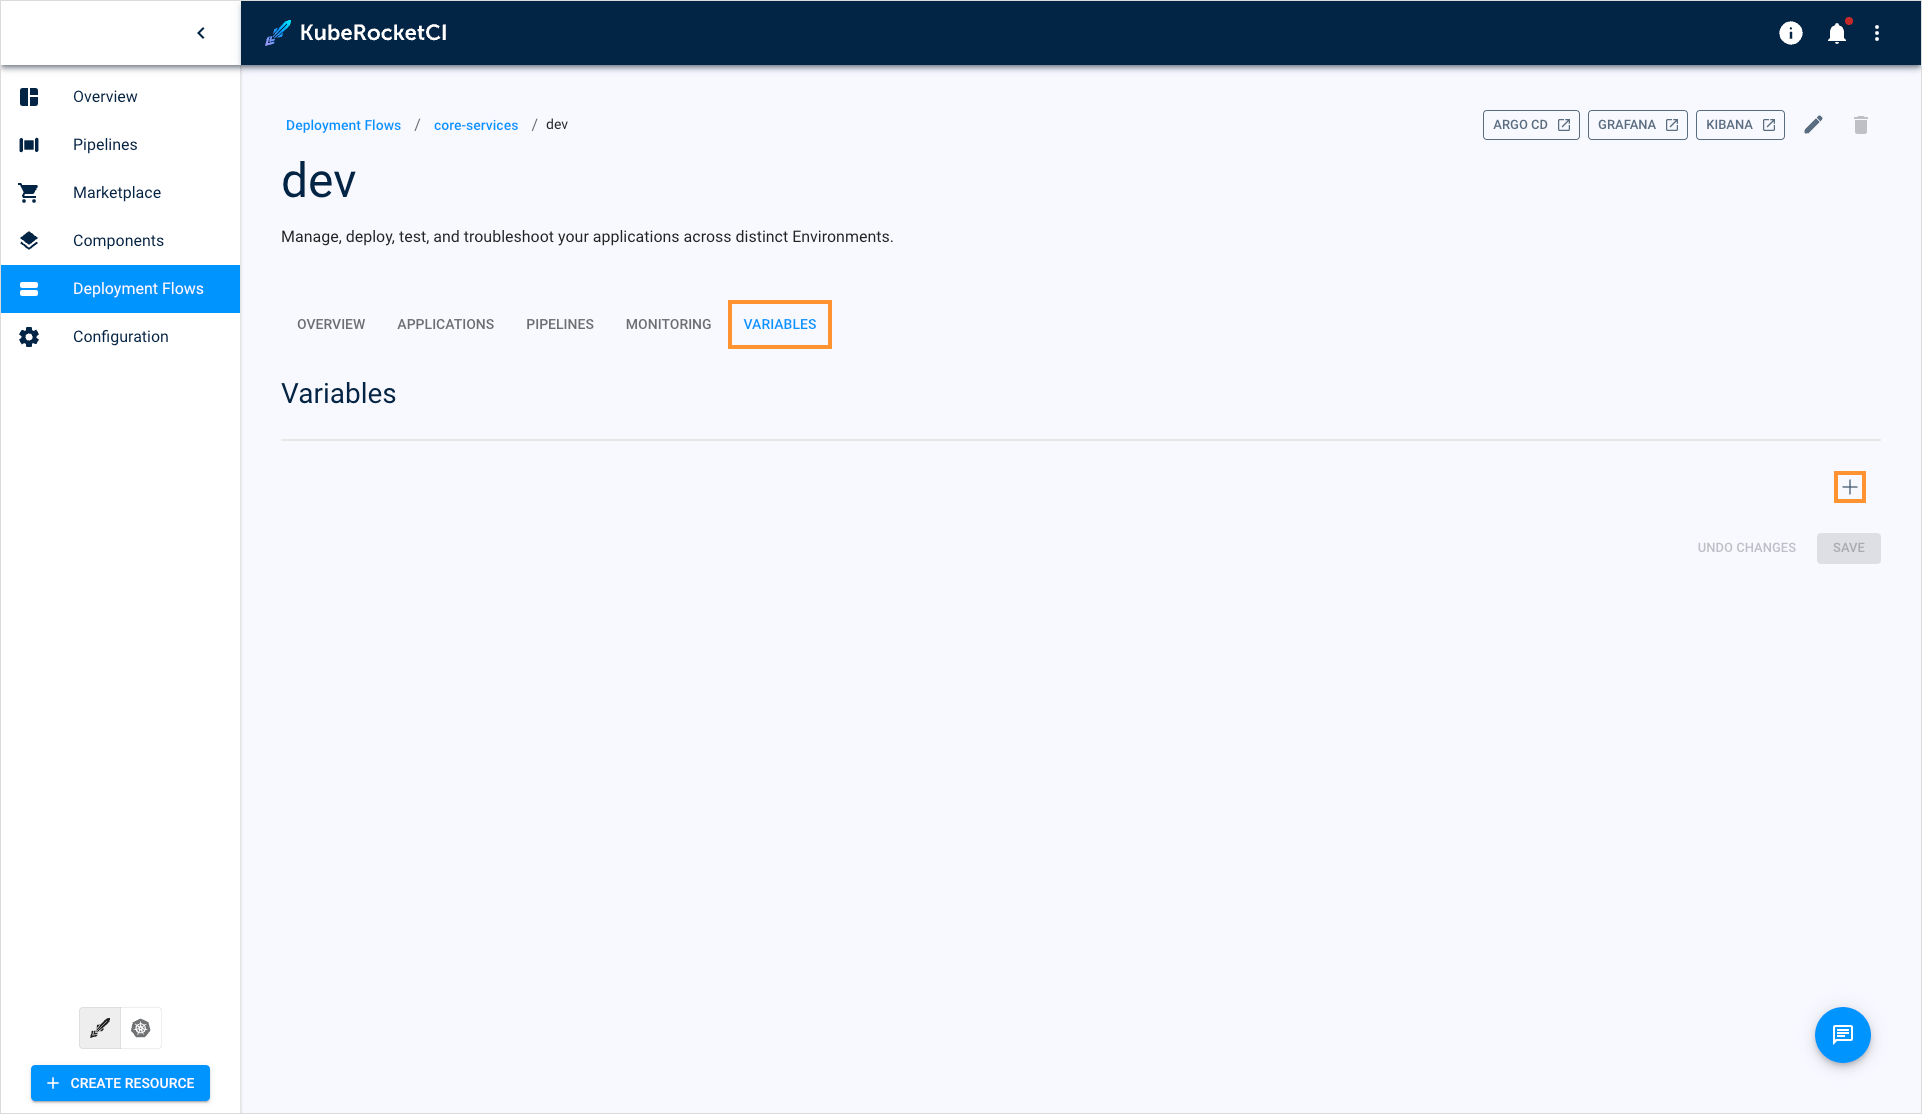 KubeRocketCI
Overview
Pipelines
Marketplace
Components
Deployment Flows
Configuration
CREATE RESOURCE
Deployment Flows / core-services / dev
ARGO CD GRAFANA KIBANA
dev
Manage, deploy, test, and troubleshoot your applications across distinct Environments.
OVERVIEW APPLICATIONS PIPELINES MONITORING VARIABLES
Variables
UNDO CHANGES SAVE